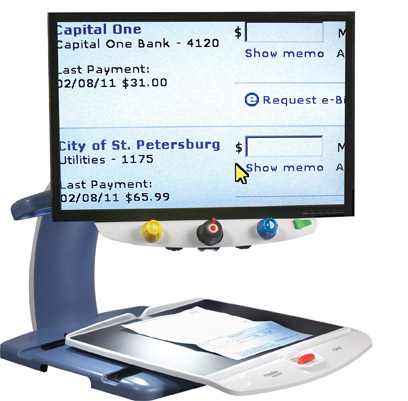 Capital One $
Capital One Bank - 4120
Show memo A
Last Payment:
02/08/11 $31.00
e Request e-Bi
City of St. Petersburg $ M
Utilities - 1175
Show memo A
Last Payment:
02/08/11 $65.99